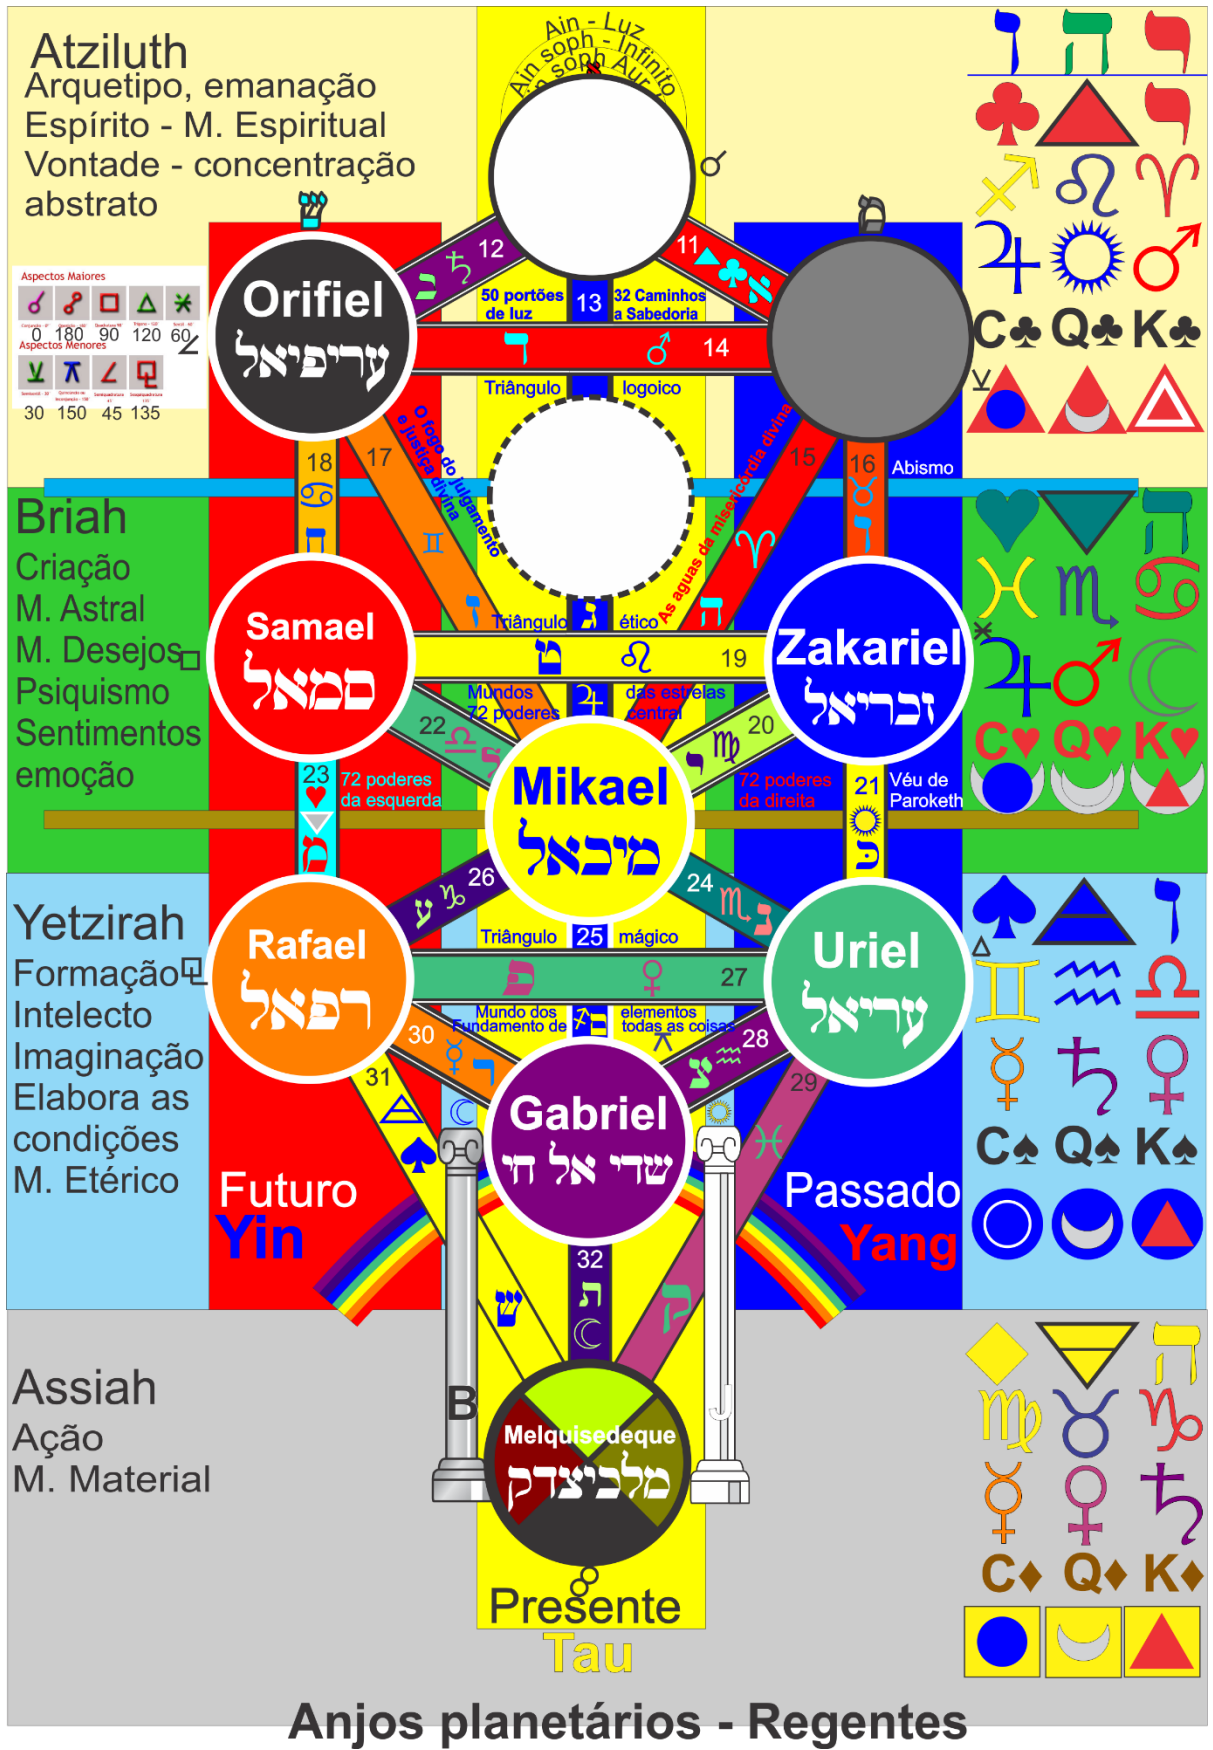 Atziluth
Arquetipo, emanação
Espírito - M. Espiritual
Vontade - concentração
abstrato
Ain - Luz
Ain soph - Infinito
soph Aur
ו ה י
י
Aspectos Maiores
0 180 90 120 60
Aspectos Menores
30 150 45 135
ש
מ
12
ב
11
א
Orifiel
עריפיאל
50 portões
de luz
13
32 Caminhos
a Sabedoria
ד
14
Triângulo
logoico
C♣ Q♣ K♣
O fogo do julgamento
e justiça divina
As aguas da misericórdia divina
18
17
15
16
Abismo
ח
ו
ה
ו
Briah
Criação
M. Astral
M. Desejos
Psiquismo
Sentimentos
emoção
ה
Triângulo
ג
ético
Samael
סמאל
ט
19
Zakariel
זכריאל
Mundos
72 poderes
das estrelas
central
22
ל
20
י
C♥ Q♥ K♥
23
72 poderes
da esquerda
מ
Mikael
מיכאל
72 poderes
da direita
21
Véu de
Paroketh
כ
26
ע
24
נ
Yetzirah
Formação
Intelecto
Imaginação
Elabora as
condições
M. Etérico
ו
Triângulo
25
mágico
Rafael
רפאל
פ
27
Uriel
עריאל
Mundo dos
Fundamento de
ס
elementos
todas as coisas
30
ר
28
צ
31
29
Gabriel
שדי אל חי
C♠ Q♠ K♠
Futuro
Yin
Passado
Yang
32
ת
ש
ק
Assiah
Ação
M. Material
B
J
ה
Melquisedeque
מלכיצדק
C♦ Q♦ K♦
Presente
Tau
Anjos planetários - Regentes